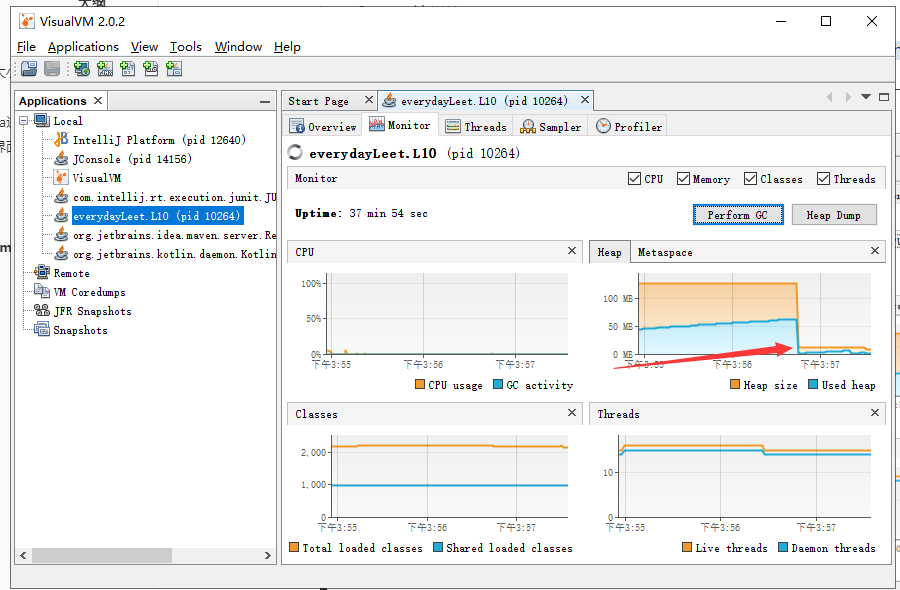 VisualVM 2.0.2
File Applications View Tools Window Help
Applications
Local
IntelliJ Platform (pid 12640)
JConsole (pid 14156)
VisualVM
com.intellij.rt.execution.junit.JU
everydayLeet.L10 (pid 10264)
org.jetbrains.idea.maven.server.Re
org.jetbrains.kotlin.daemon.Kotlin
Remote
VM Coredumps
JFR Snapshots
Snapshots
Start Page everydayLeet.L10 (pid 10264)
Overview Monitor Threads Sampler Profiler
everydayLeet.L10 (pid 10264)
Monitor CPU Memory Classes Threads
Uptime: 37 min 54 sec Perform GC Heap Dump
CPU
100%
50%
0%
下午3:55 下午3:56 下午3:57
CPU usage GC activity
Heap Metaspace
100 MB
50 MB
0 MB
下午3:55 下午3:56 下午3:57
Heap size Used heap
Classes
2,000
1,000
0
下午3:55 下午3:56 下午3:57
Total loaded classes Shared loaded classes
Threads
10
0
下午3:55 下午3:56 下午3:57
Live threads Daemon threads